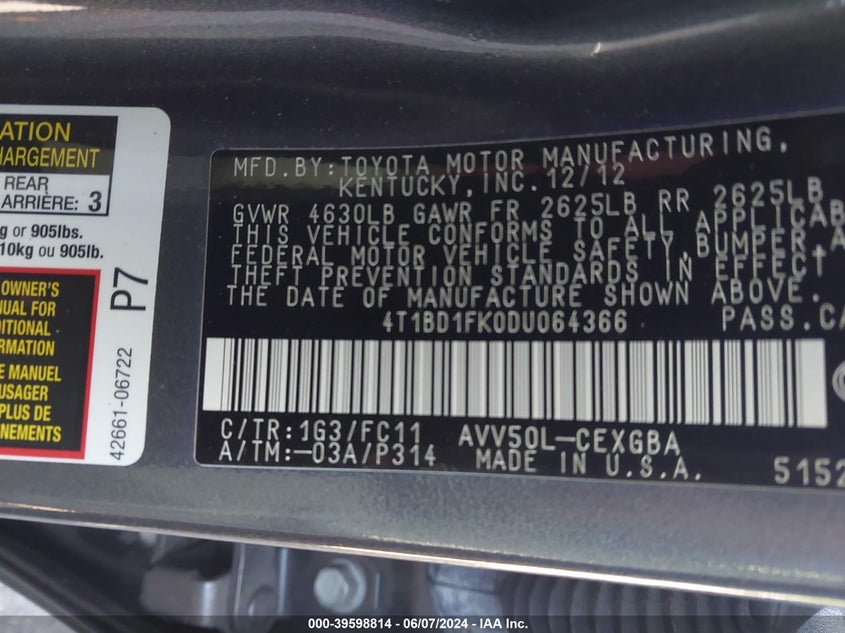 ATION
HARGEMENT
REAR
ARRIÈRE: 3
g or 905lbs.
10kg ou 905lb.
OWNER'S
NUAL FOR
DITIONAL
RMATION
E MANUEL
USAGER
PLUS DE
NEMENTS
P7
42661-06722
MFD.BY:TOYOTA MOTOR MANUFACTURING,
KENTUCKY, INC. 12/12
GVWR 4630LB GAWR FR 2625LB RR 2625LB
THIS VEHICLE CONFORMS TO ALL APPLICAB
FEDERAL MOTOR VEHICLE SAFETY, BUMPER, A
THEFT PREVENTION STANDARDS IN EFFECT
THE DATE OF MANUFACTURE SHOWN ABOVE.
4T1BD1FK0DU064366 PASS.CA
C/TR:1G3/FC11 AVV50L-CEXGBA
A/TM:-03A/P314 MADE IN U.S.A.
5152
000-39598814 - 06/07/2024 - IAA Inc.